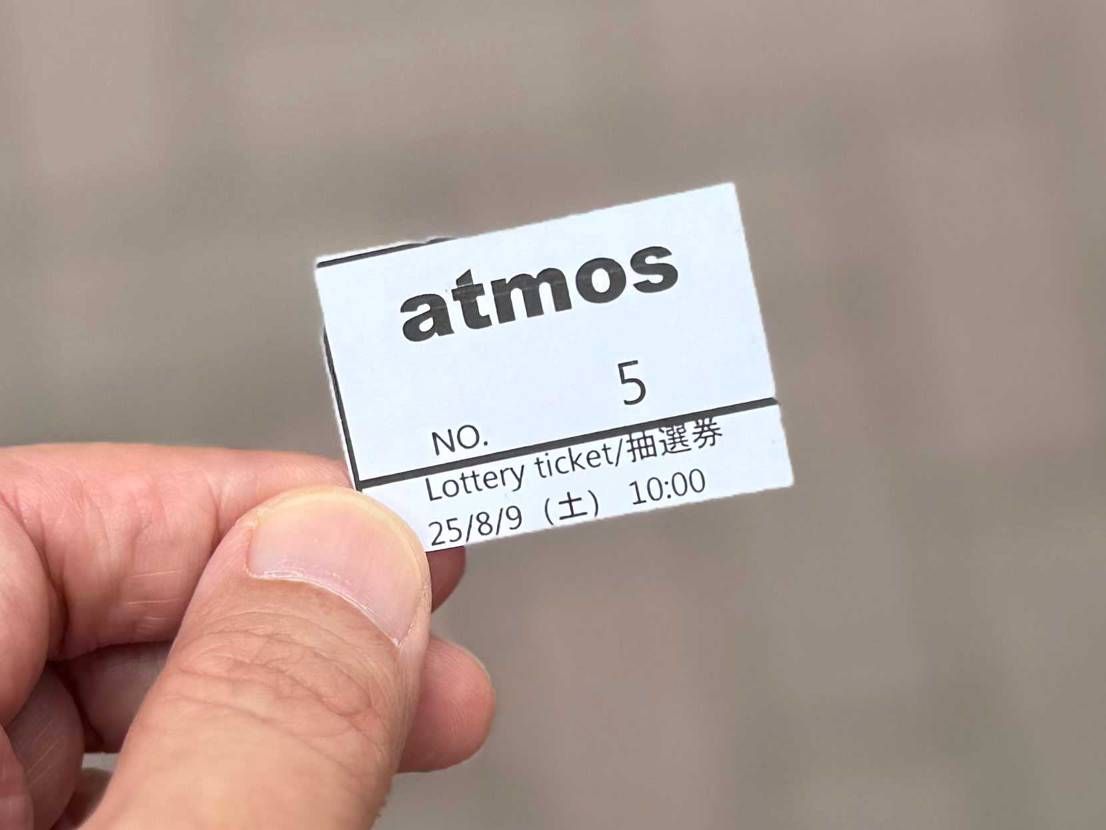 atmos
5
NO.
Lottery ticket/抽選券
25/8/9（土） 10:00